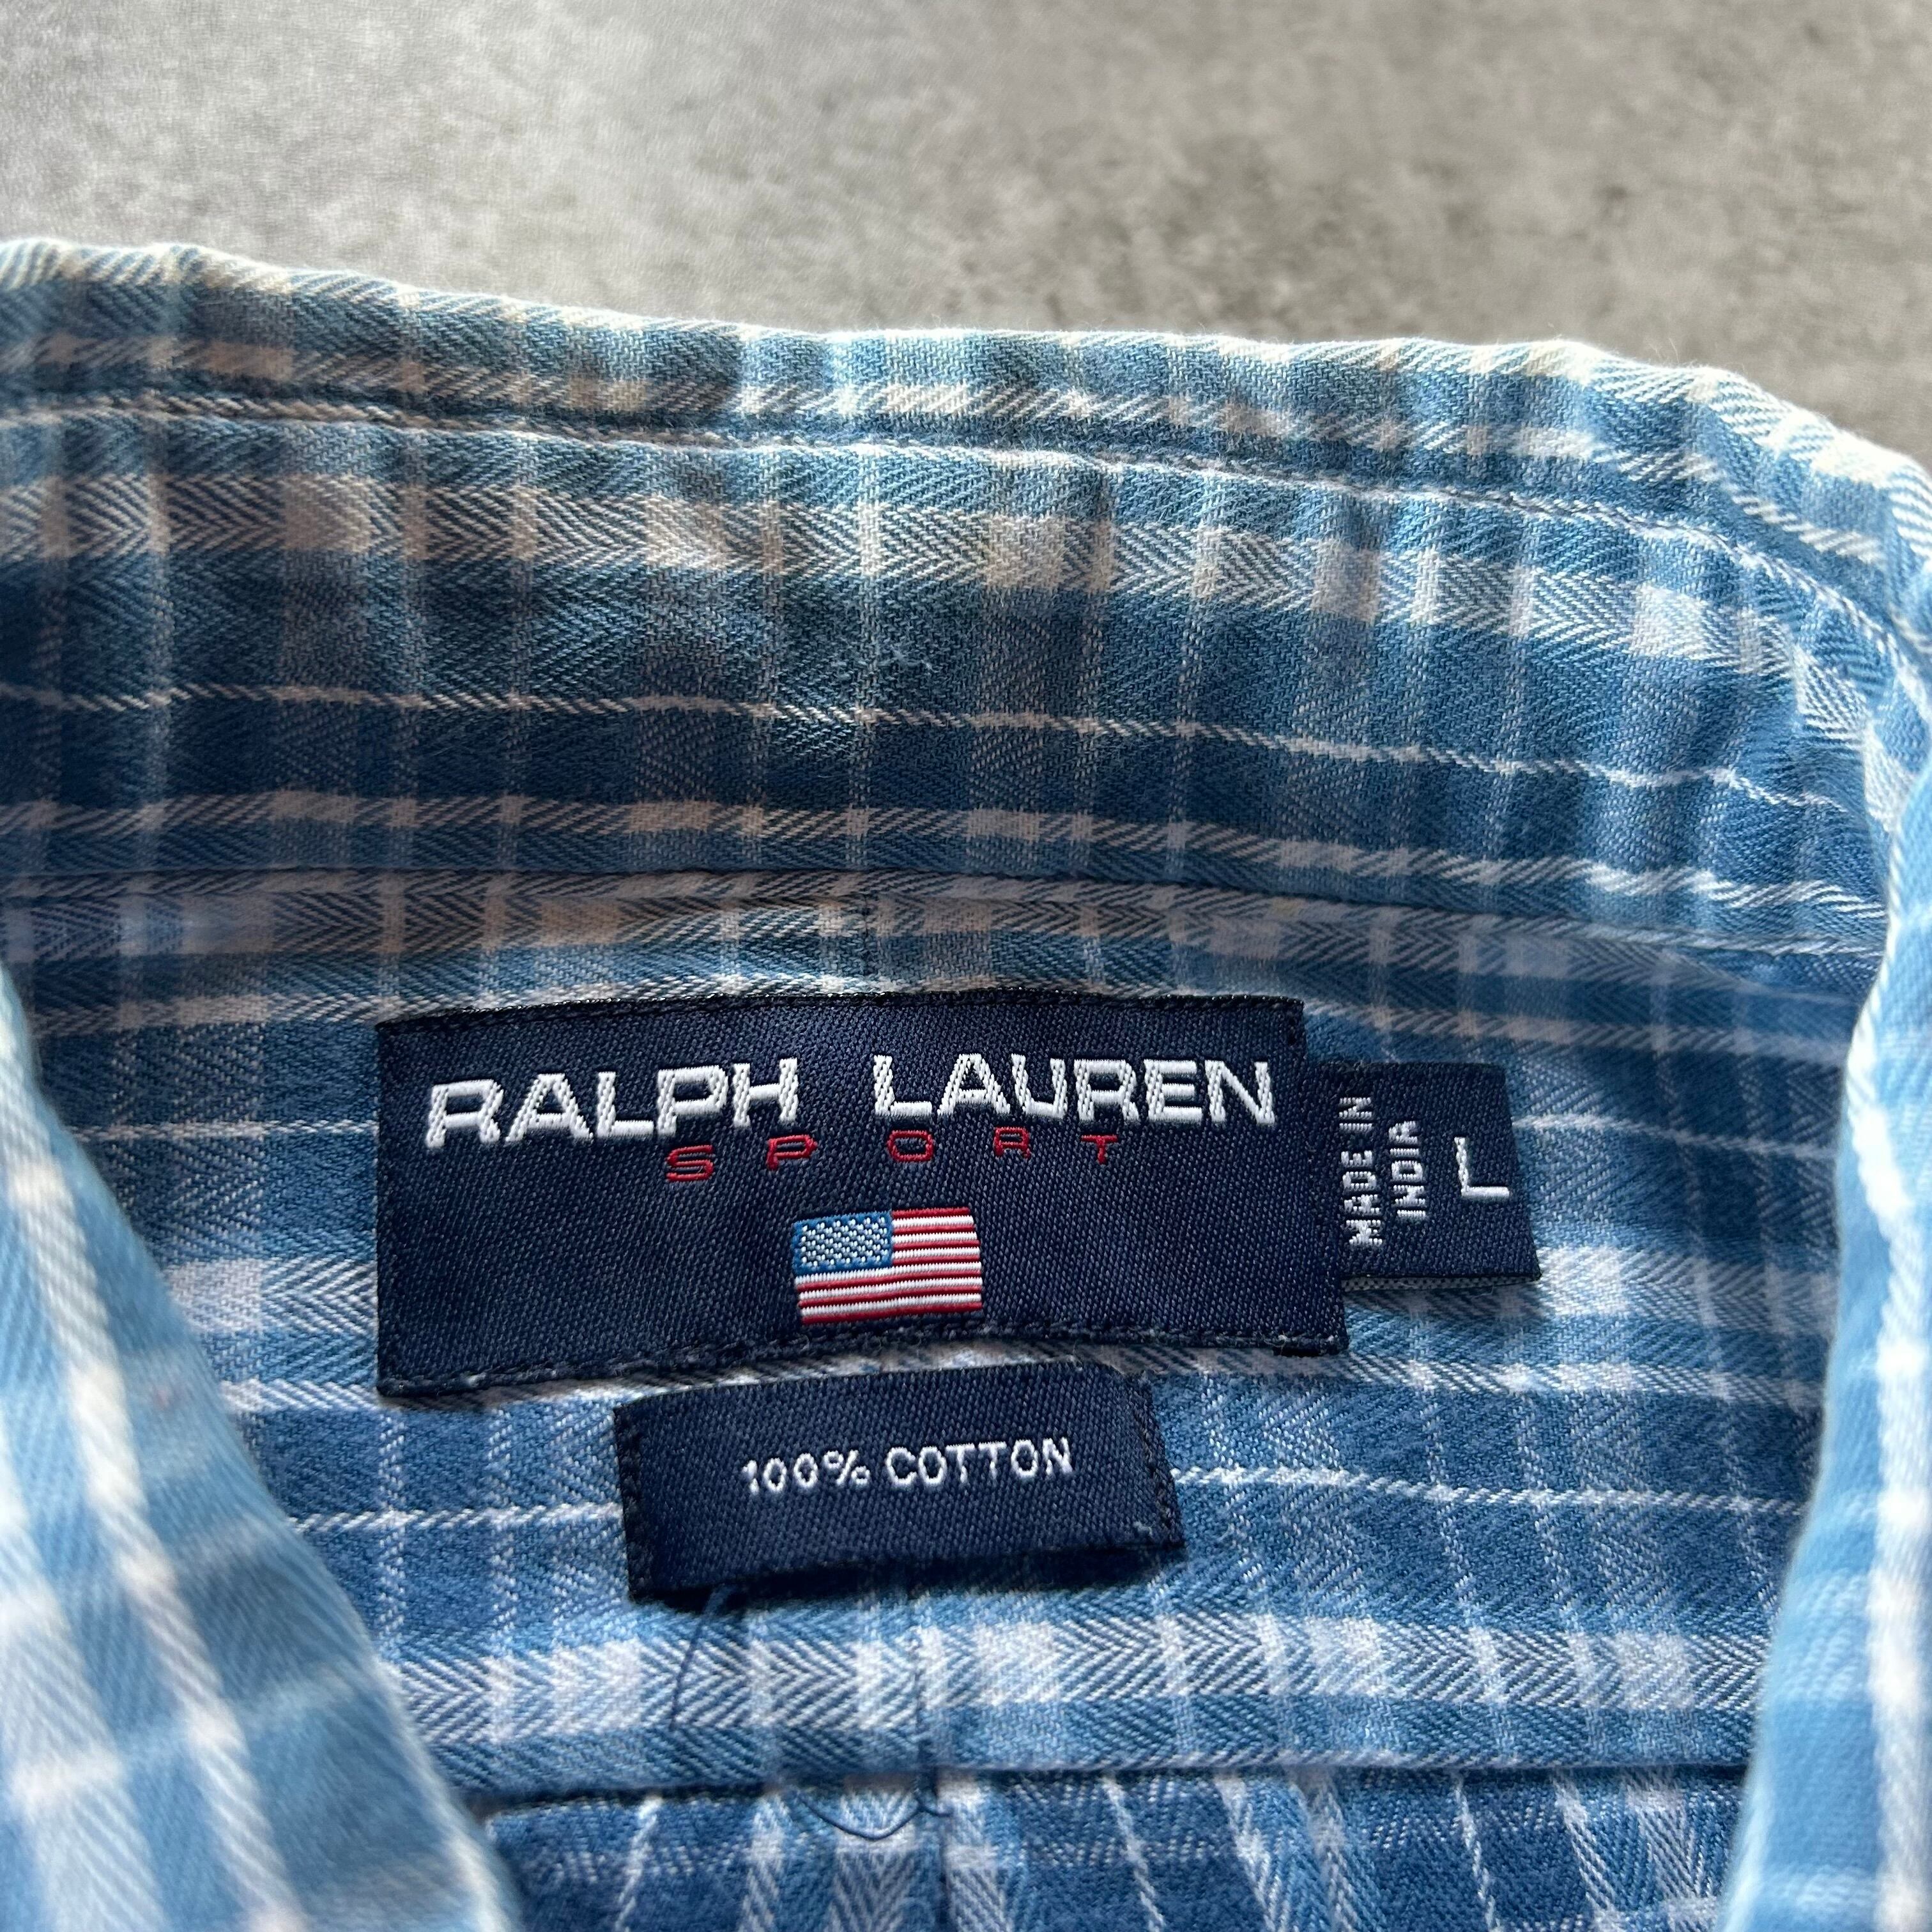 RALPH LAUREN
SPORT
MADE IN
INDIA
L
100% COTTON